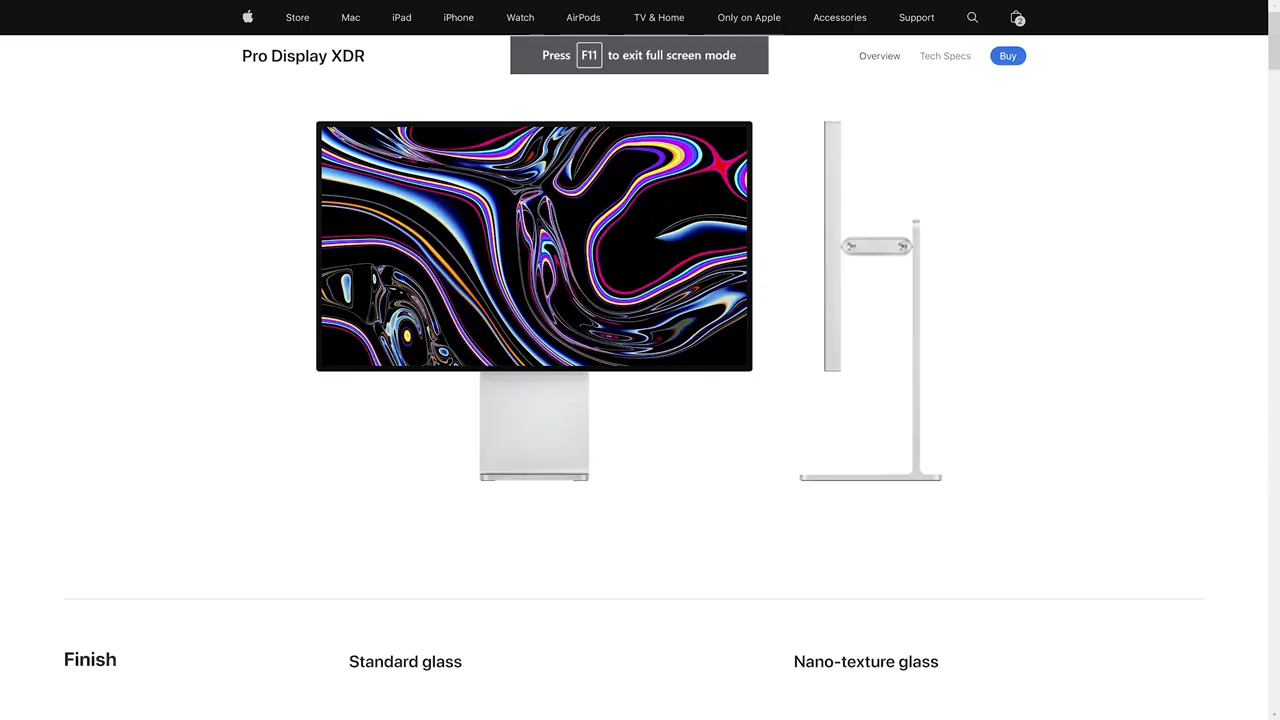 Store Mac iPad iPhone Watch AirPods TV & Home Only on Apple Accessories Support 2
Pro Display XDR Press F11 to exit full screen mode Overview Tech Specs Buy
Finish Standard glass Nano-texture glass